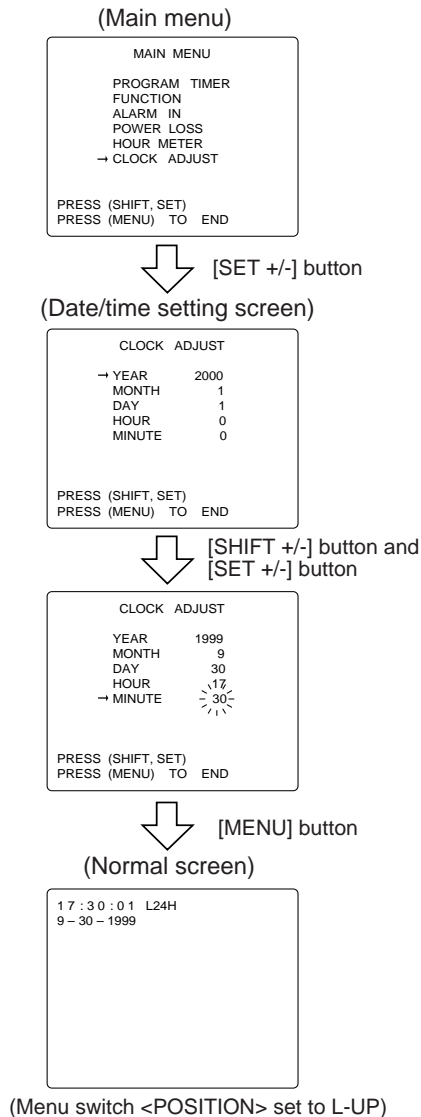 (Main menu)
MAIN MENU
PROGRAM TIMER
FUNCTION
ALARM IN
POWER LOSS
HOUR METER
→ CLOCK ADJUST
PRESS (SHIFT, SET)
PRESS (MENU) TO END
[SET +/-] button
(Date/time setting screen)
CLOCK ADJUST
→ YEAR 2000
MONTH 1
DAY 1
HOUR 0
MINUTE 0
PRESS (SHIFT, SET)
PRESS (MENU) TO END
[SHIFT +/-] button and
[SET +/-] button
CLOCK ADJUST
YEAR 1999
MONTH 9
DAY 30
HOUR 17
→ MINUTE 30
PRESS (SHIFT, SET)
PRESS (MENU) TO END
[MENU] button
(Normal screen)
17:30:01 L24H
9 – 30 – 1999
(Menu switch <POSITION> set to L-UP)